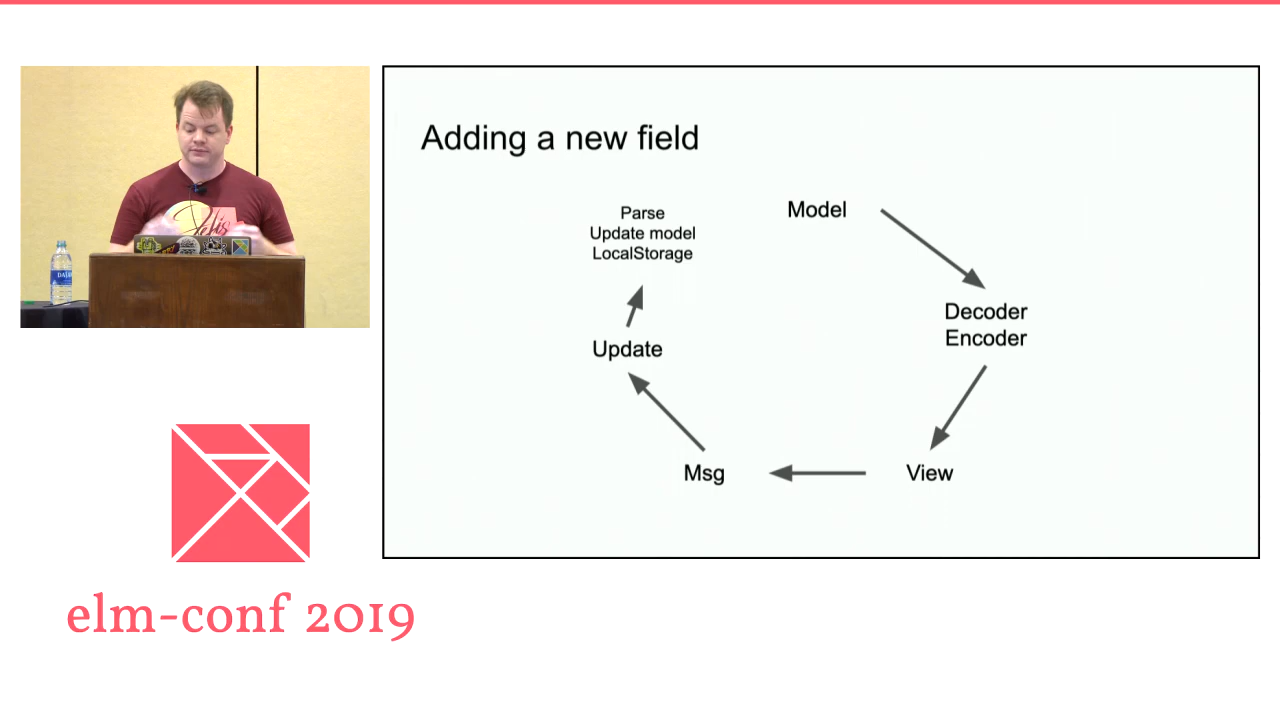 Adding a new field
Parse
Update model
LocalStorage
Model
Decoder
Encoder
Update
Msg
View
elm-conf 2019